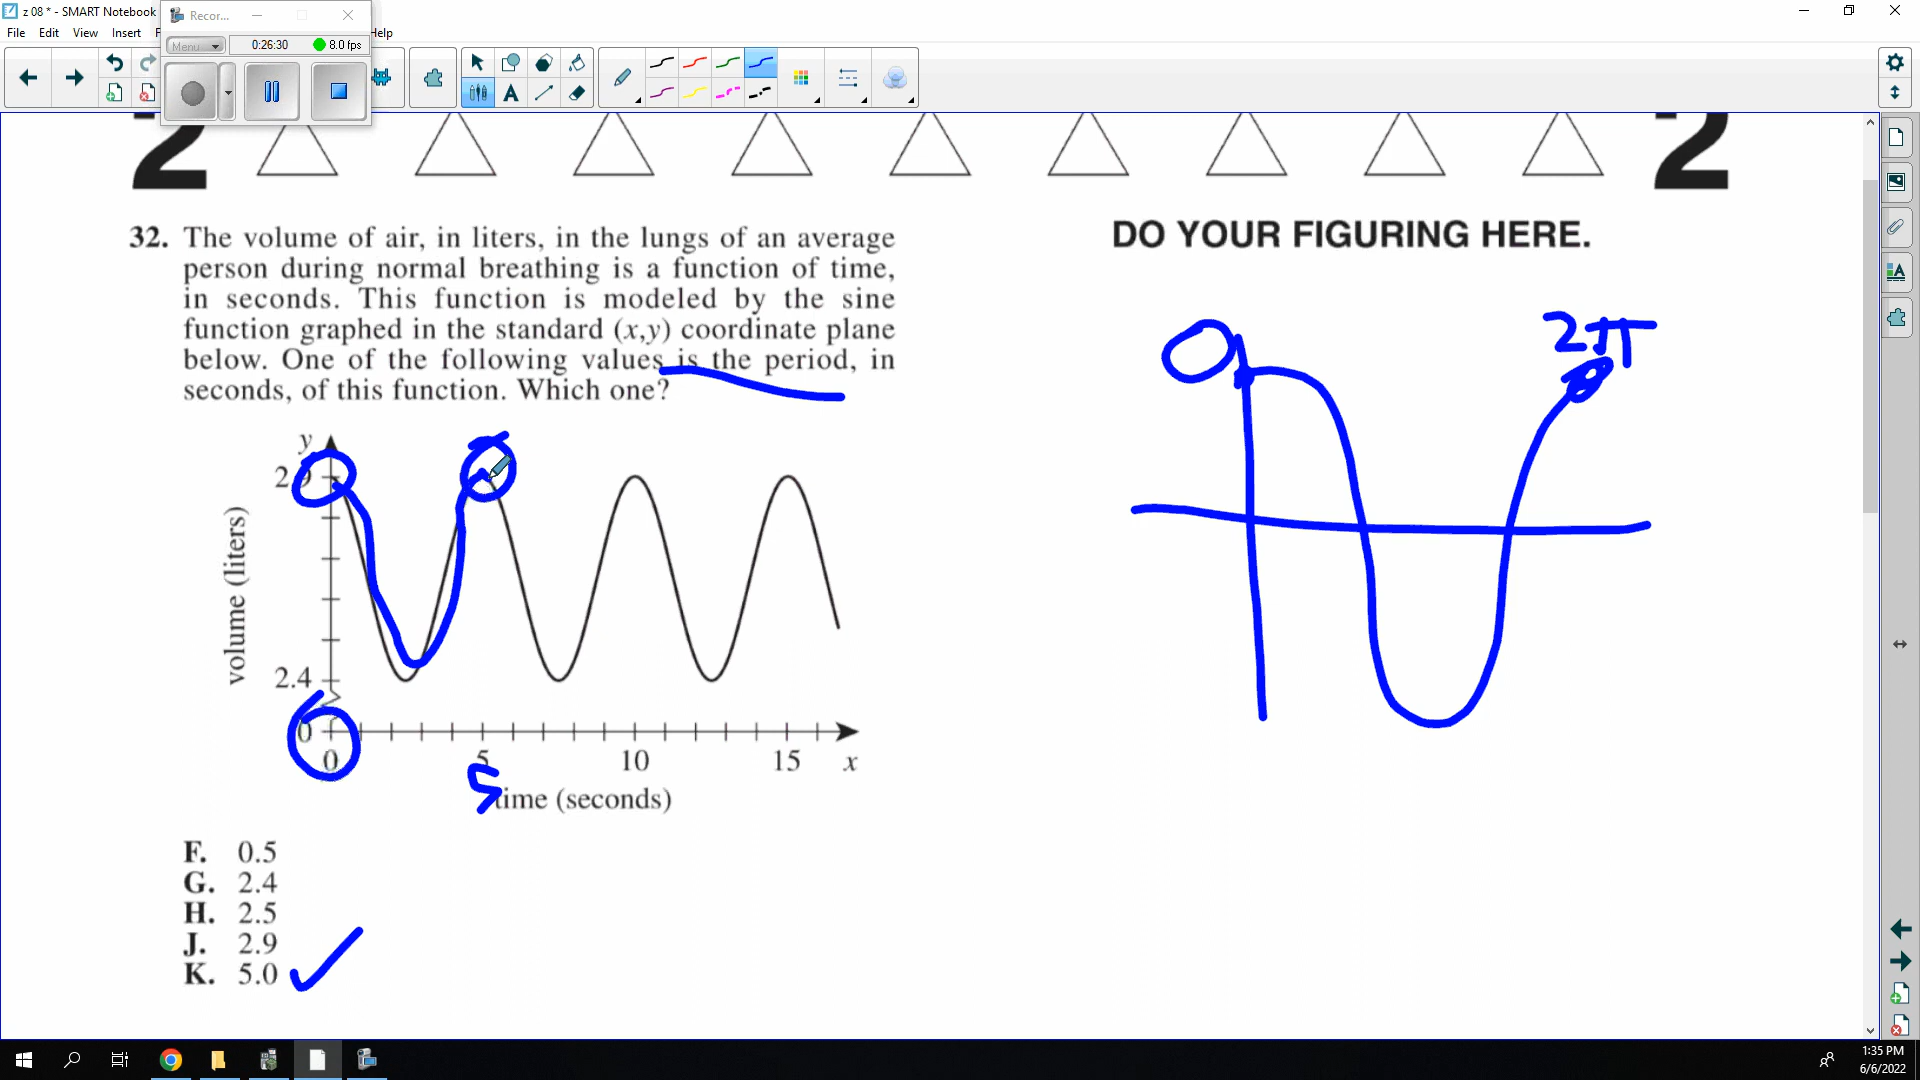 z 08 * - SMART Notebook
Recor...
File Edit View Insert F
Help
Menu
0:26:30
8.0 fps
A
A
2
2
32. The volume of air, in liters, in the lungs of an average
person during normal breathing is a function of time,
in seconds. This function is modeled by the sine
function graphed in the standard (x,y) coordinate plane
below. One of the following values is the period, in
seconds, of this function. Which one?
DO YOUR FIGURING HERE.
0
2π
y
2.9
volume (liters)
2.4
0
0
5
10
15
x
5
time (seconds)
F. 0.5
G. 2.4
H. 2.5
J. 2.9
K. 5.0
1:35 PM
6/6/2022